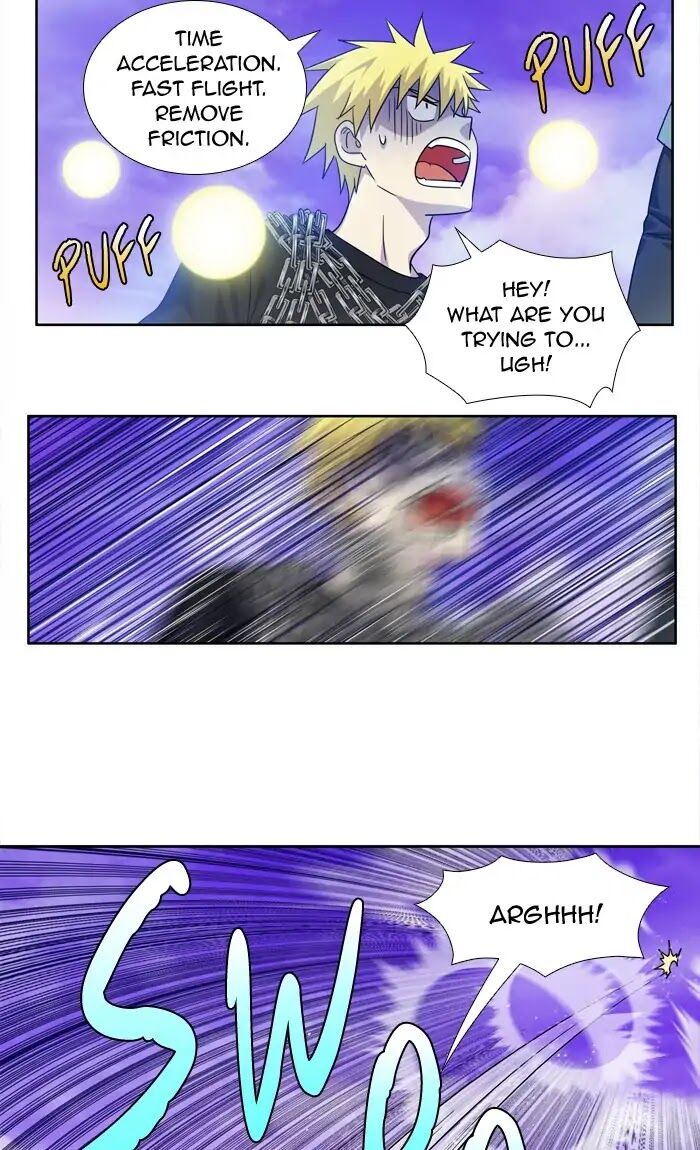 TIME
ACCELERATION.
FAST FLIGHT.
REMOVE
FRICTION.
PUFF
PUFF
HEY!
WHAT ARE YOU
TRYING TO...
UGH!
ARGHHH!
SWOO